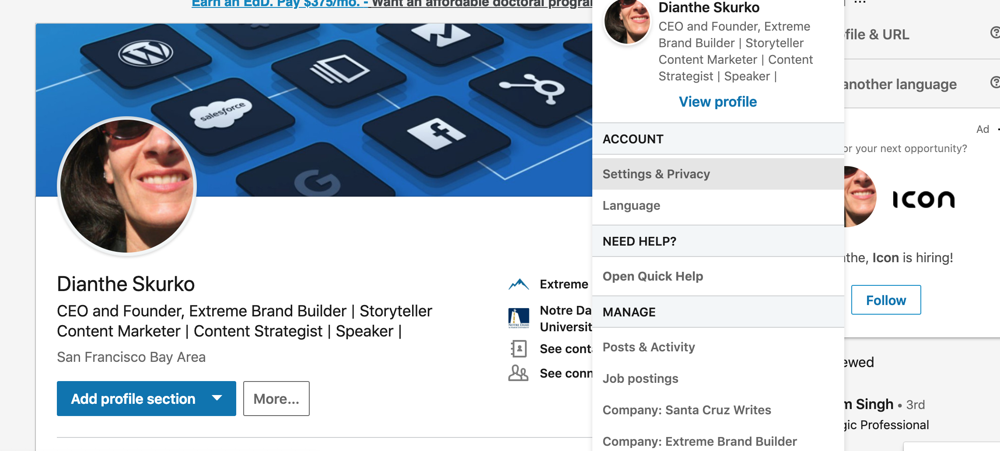 Earn an EdD. Pay $375/mo. - Want an affordable doctoral
salesforce
Dianthe Skurko
CEO and Founder, Extreme Brand Builder | Storyteller
Content Marketer | Content Strategist | Speaker |
San Francisco Bay Area
Add profile section
More...
Extreme
Notre Da
Universit
NOTRE DAME
See cont
See conn
Dianthe Skurko
CEO and Founder, Extreme
Brand Builder | Storyteller
Content Marketer | Content
Strategist | Speaker |
View profile
ACCOUNT
Settings & Privacy
Language
NEED HELP?
Open Quick Help
MANAGE
Posts & Activity
Job postings
Company: Santa Cruz Writes
Company: Extreme Brand Builder
...
file & URL
another language
Ad
or your next opportunity?
ICON
the, Icon is hiring!
Follow
ewed
m Singh • 3rd
gic Professional